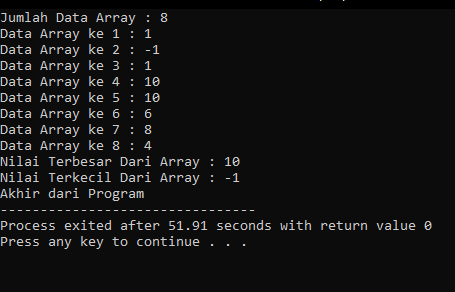 Jumlah Data Array : 8
Data Array ke 1 : 1
Data Array ke 2 : -1
Data Array ke 3 : 1
Data Array ke 4 : 10
Data Array ke 5 : 10
Data Array ke 6 : 6
Data Array ke 7 : 8
Data Array ke 8 : 4
Nilai Terbesar Dari Array : 10
Nilai Terkecil Dari Array : -1
Akhir dari Program
--------------------------------
Process exited after 51.91 seconds with return value 0
Press any key to continue . . .